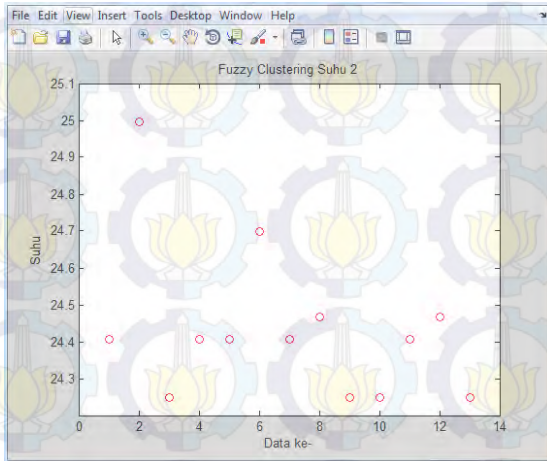 File Edit View Insert Tools Desktop Window Help
Fuzzy Clustering Suhu 2
25.1
25
24.9
24.8
24.7
24.6
24.5
24.4
24.3
Suhu
0 2 4 6 8 10 12 14
Data ke-